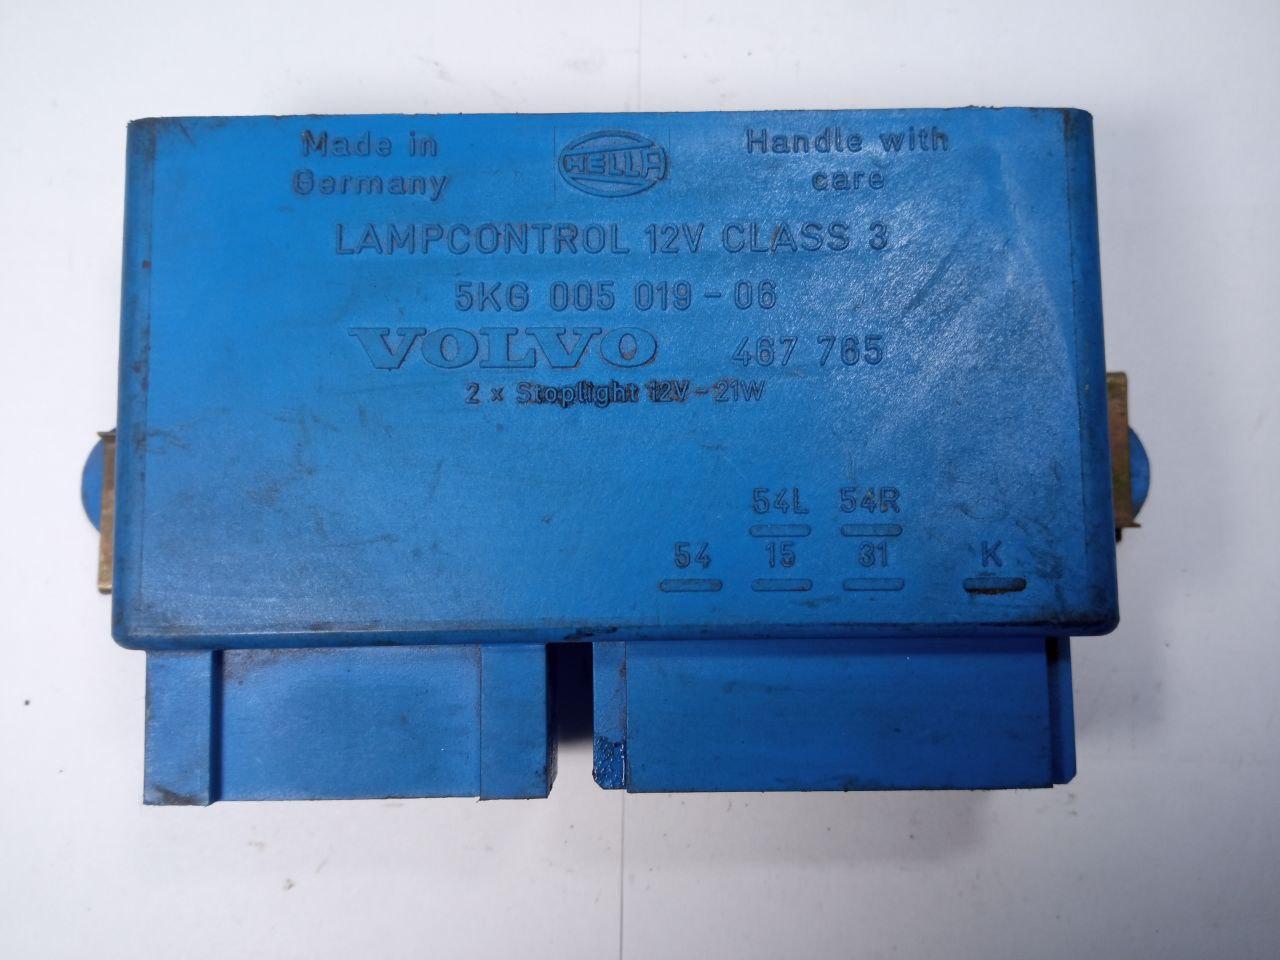 Made in
Germany
HELLA
Handle with
care
LAMPCONTROL 12V CLASS 3
5KG 005 019 - 06
VOLVO 467 765
2 x Stoplight 12V - 21W
54L 54R
54 15 31 K